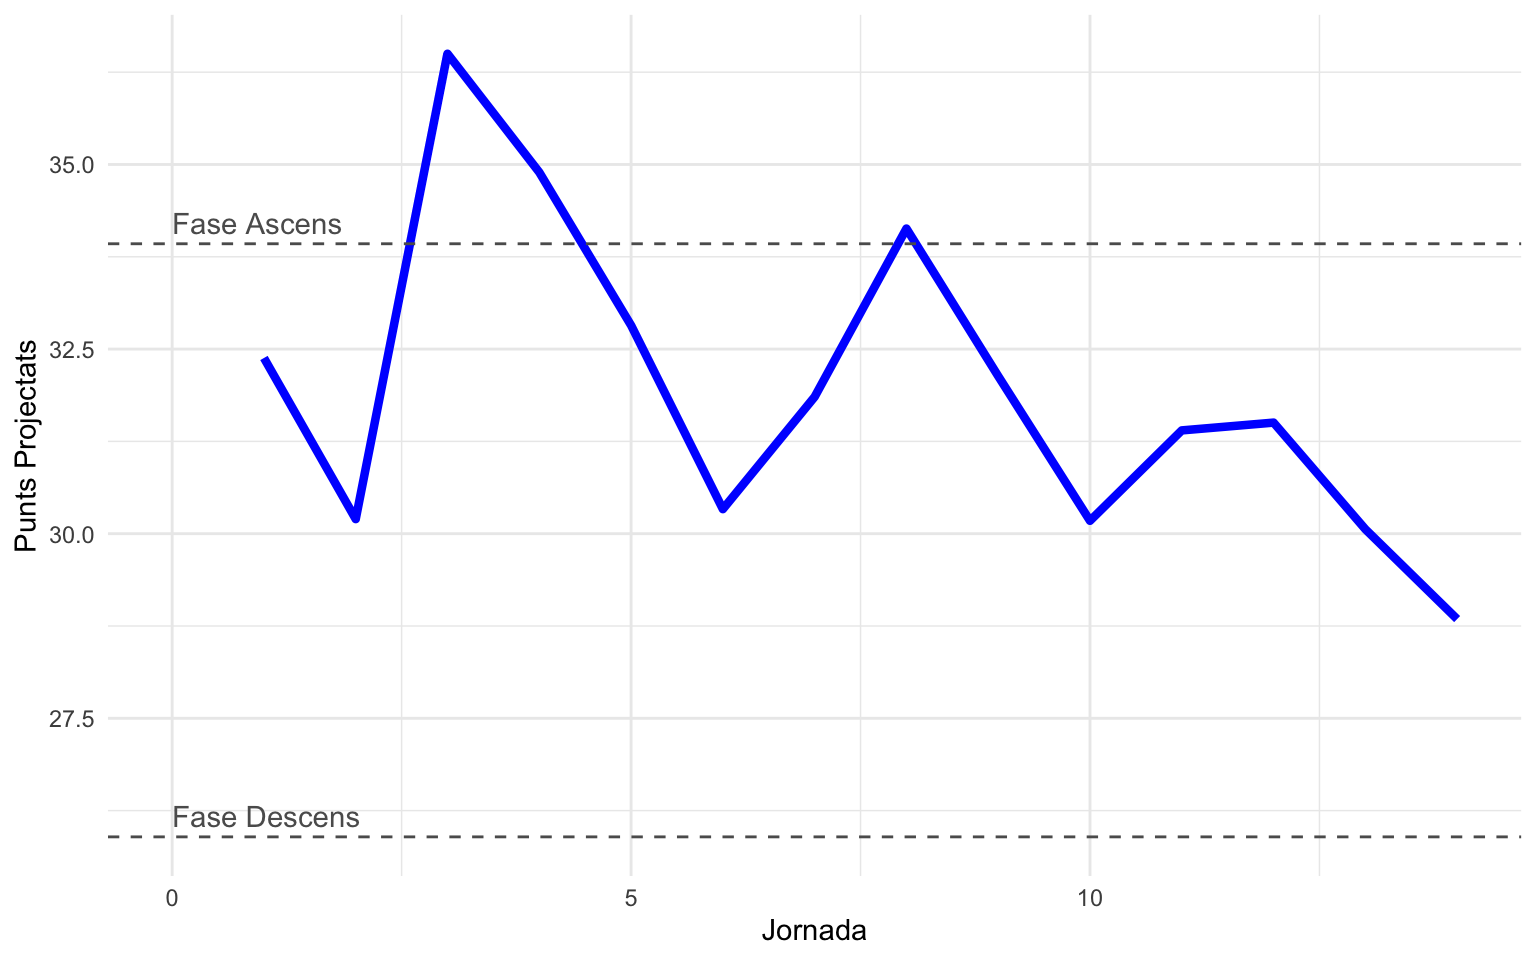 35.0
Fase Ascens
32.5
Punts Projectats
30.0
27.5
Fase Descens
0 5 10
Jornada